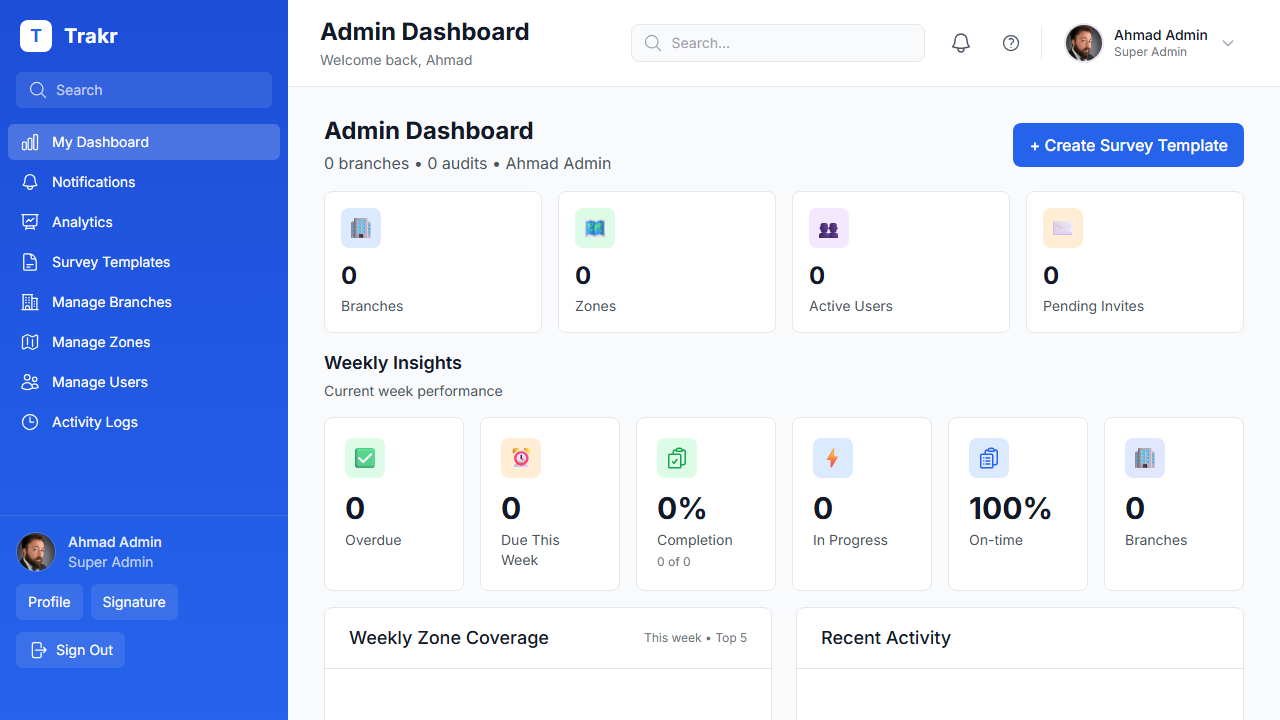 T
Trakr
Search
My Dashboard
Notifications
Analytics
Survey Templates
Manage Branches
Manage Zones
Manage Users
Activity Logs
Ahmad Admin
Super Admin
Profile
Signature
Sign Out
Admin Dashboard
Welcome back, Ahmad
Search...
Ahmad Admin
Super Admin
Admin Dashboard
0 branches • 0 audits • Ahmad Admin
+ Create Survey Template
0
Branches
0
Zones
0
Active Users
0
Pending Invites
Weekly Insights
Current week performance
0
Overdue
0
Due This
Week
0%
Completion
0 of 0
0
In Progress
100%
On-time
0
Branches
Weekly Zone Coverage
This week • Top 5
Recent Activity